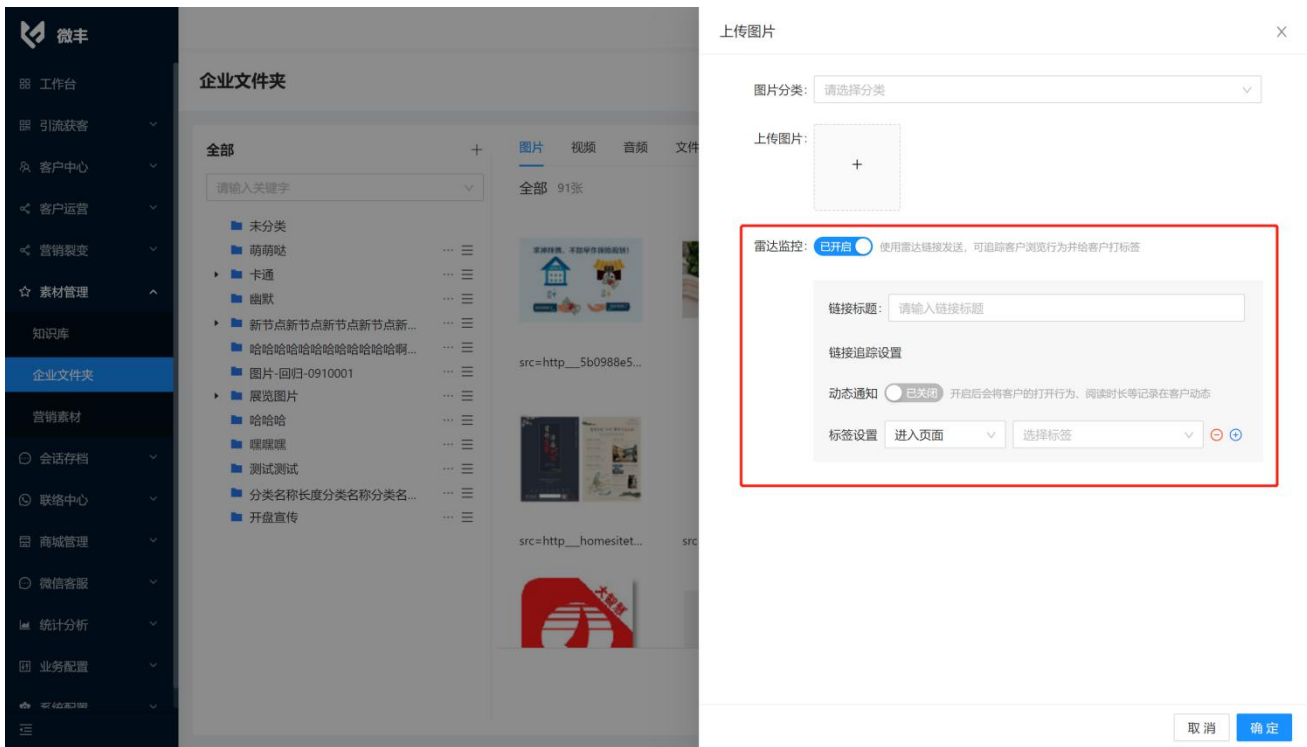 微丰
工作台
引流获客
客户中心
客户运营
营销裂变
素材管理
知识库
企业文件夹
营销素材
会话存档
联络中心
商城管理
微信客服
统计分析
业务配置
系统配置
企业文件夹
全部
请输入关键字
未分类
萌萌哒
卡通
幽默
新节点新节点新节点新节点新...
哈哈哈哈哈哈哈哈哈哈哈啊...
图片-回归-0910001
展览图片
哈哈哈
嘿嘿嘿
测试测试
分类名称长度分类名称分类名...
开盘宣传
图片 视频 音频 文件
全部 91张
src=http__5b0988e5...
src=http__homesitet...
src
大智慧
上传图片
图片分类: 请选择分类
上传图片:
雷达监控: 已开启 使用雷达链接发送，可追踪客户浏览行为并给客户打标签
链接标题: 请输入链接标题
链接追踪设置
动态通知 已关闭 开启后会将客户的打开行为、阅读时长等记录在客户动态
标签设置 进入页面 选择标签
取消 确定